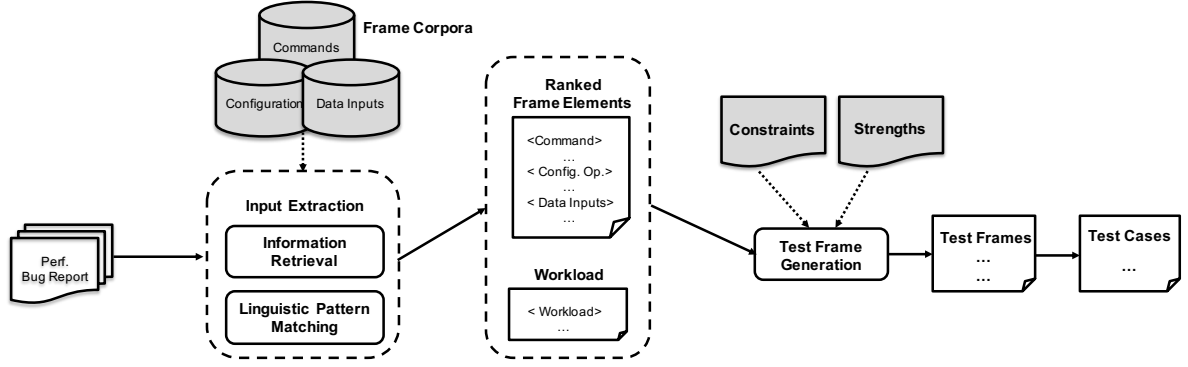 Frame Corpora
Commands
Configuration
Data Inputs
Perf.
Bug Report
Input Extraction
Information
Retrieval
Linguistic Pattern
Matching
Ranked
Frame Elements
<Command>
...
< Config. Op.>
...
< Data Inputs>
...
Workload
< Workload>
...
Constraints
Strengths
Test Frame
Generation
Test Frames
...
...
Test Cases
...